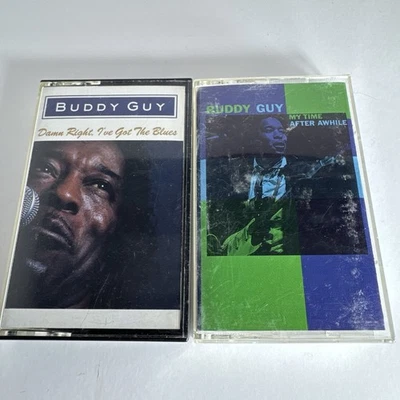 BUDDY GUY
Damn Right, I've Got The Blues
BUDDY GUY
MY TIME
AFTER AWHILE